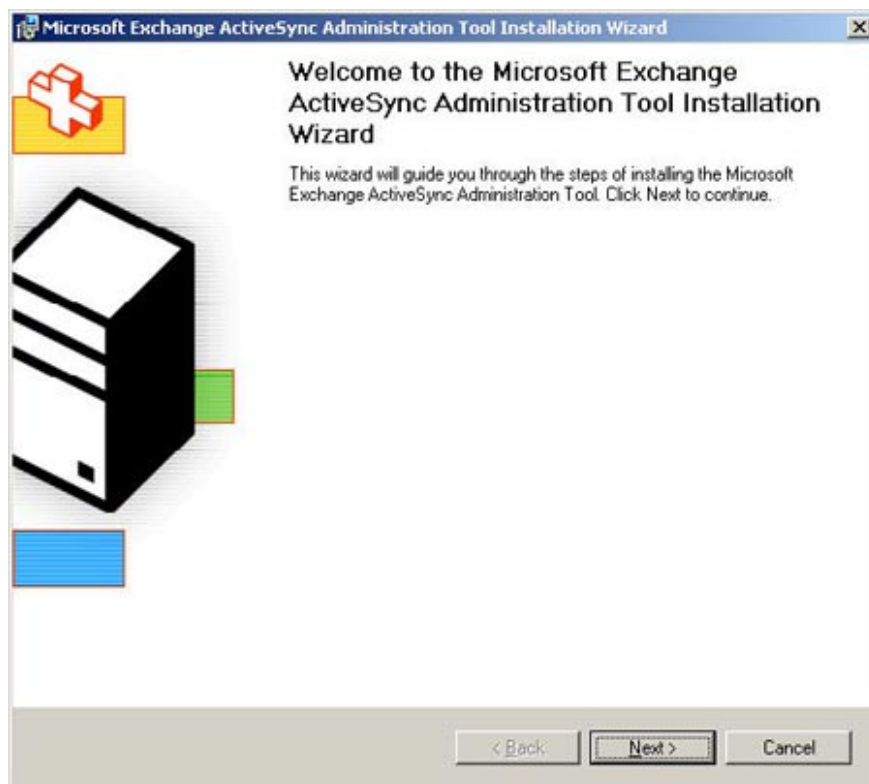 Microsoft Exchange ActiveSync Administration Tool Installation Wizard
Welcome to the Microsoft Exchange
ActiveSync Administration Tool Installation
Wizard
This wizard will guide you through the steps of installing the Microsoft
Exchange ActiveSync Administration Tool. Click Next to continue.
< Back
Next >
Cancel